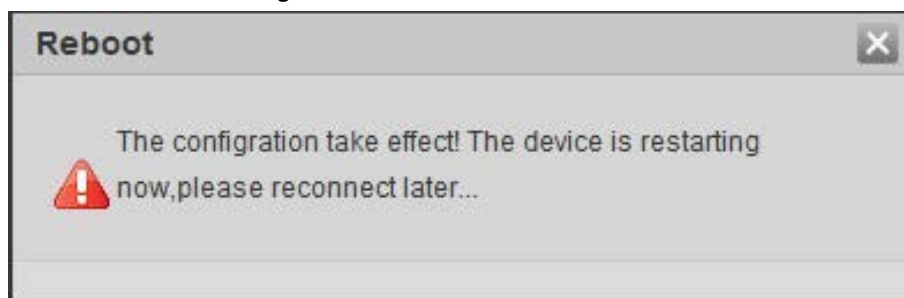 Reboot
The configration take effect! The device is restarting
now,please reconnect later...